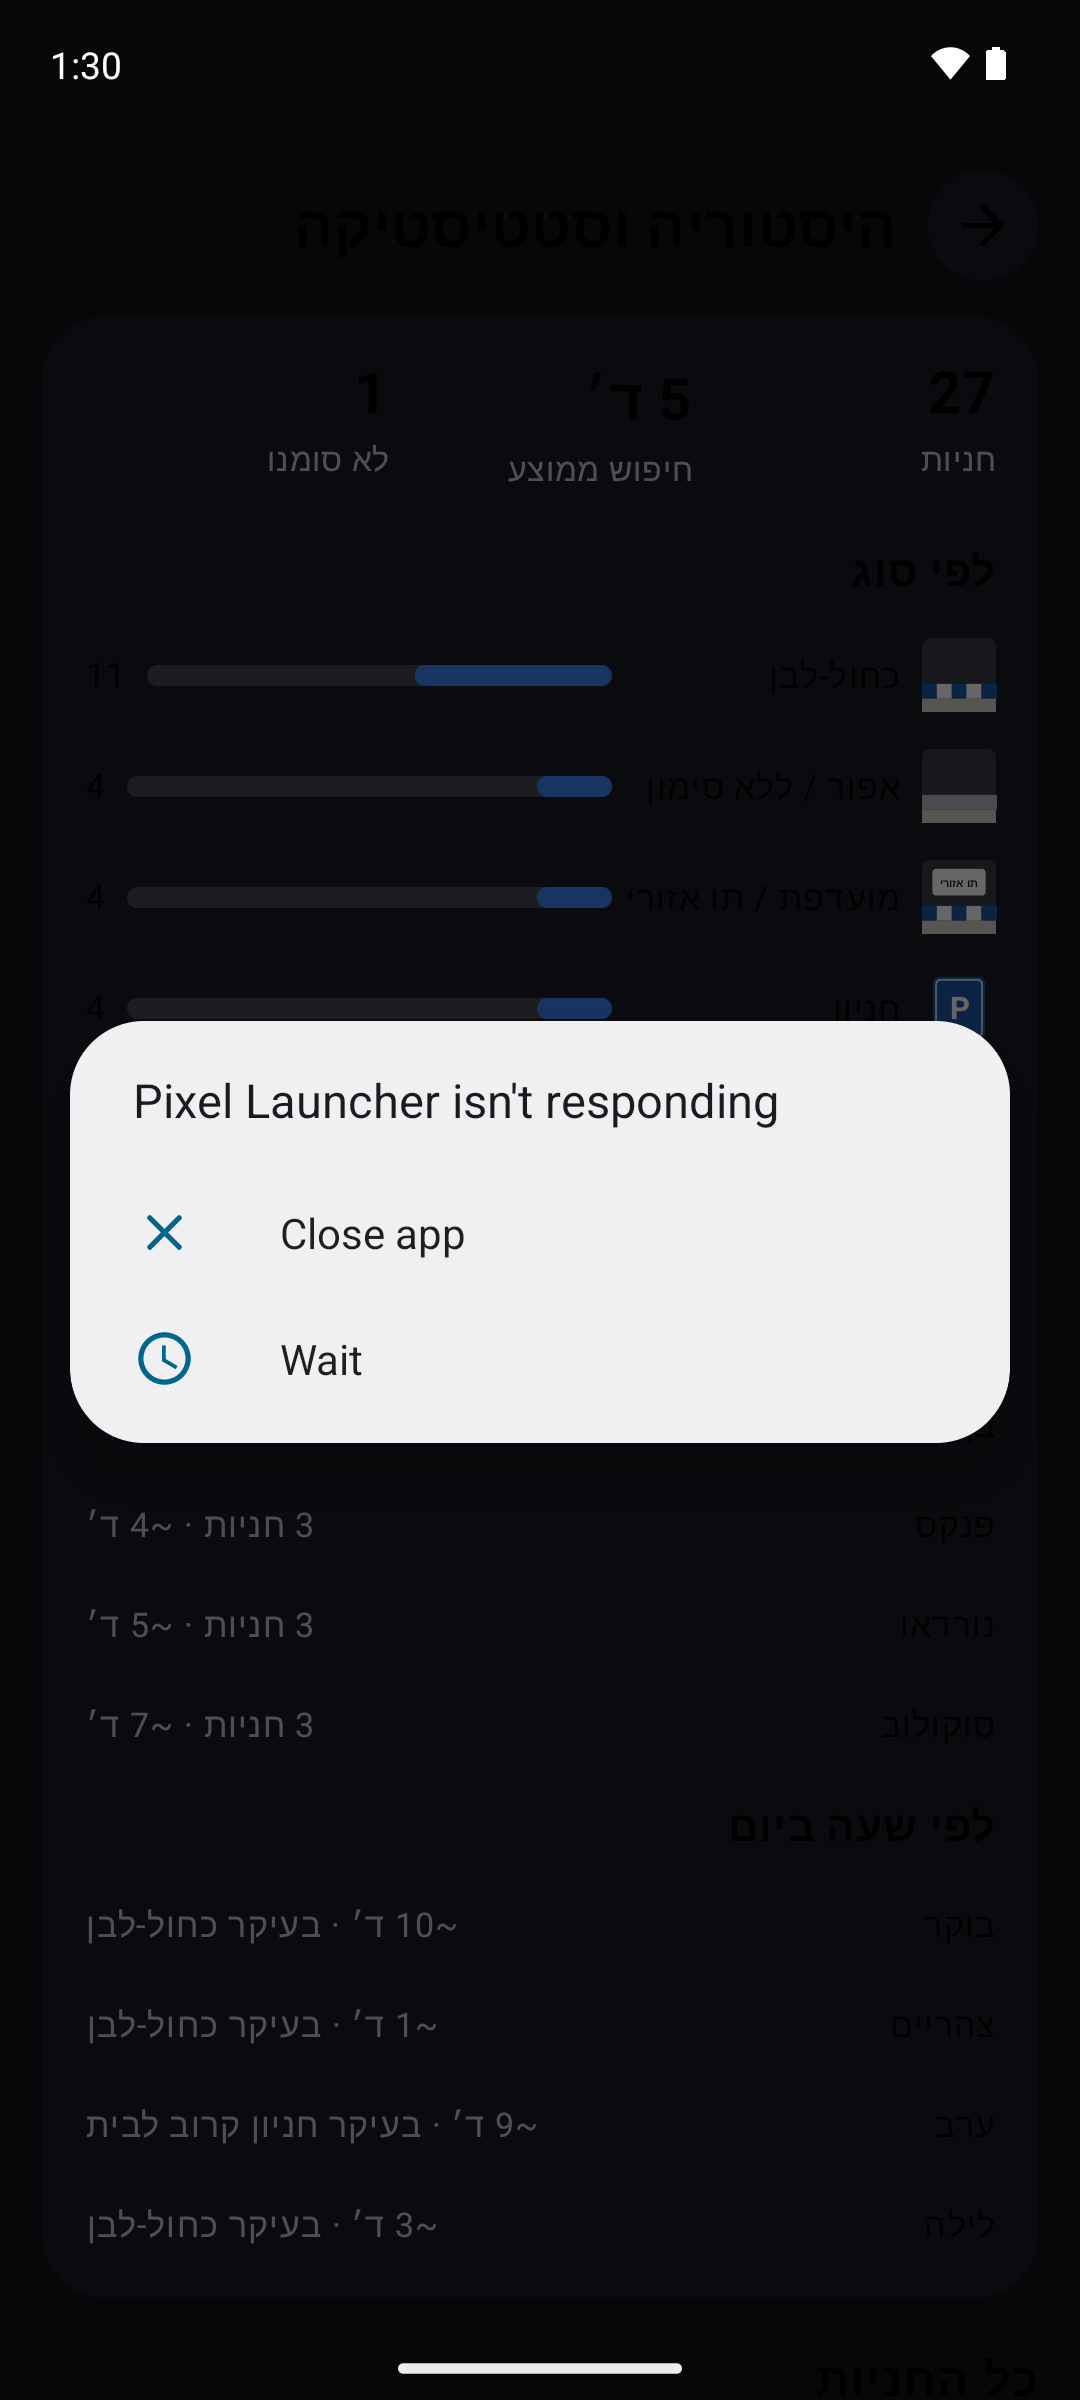 1:30
היסטוריה וסטטיסטיקה
27
חניות
5 ד׳
חיפוש ממוצע
1
לא סומנו
לפי סוג
כחול-לבן 11
אפור / ללא סימון 4
תו אזורי
מועדפת / תו אזורי 4
P
חניון 4
Pixel Launcher isn't responding
Close app
Wait
פנקס 3 חניות · ~4 ד׳
נורדאו 3 חניות · ~5 ד׳
סוקולוב 3 חניות · ~7 ד׳
לפי שעה ביום
בוקר ~10 ד׳ · בעיקר כחול-לבן
צהריים ~1 ד׳ · בעיקר כחול-לבן
ערב ~9 ד׳ · בעיקר חניון קרוב לבית
לילה ~3 ד׳ · בעיקר כחול-לבן
כל החניות